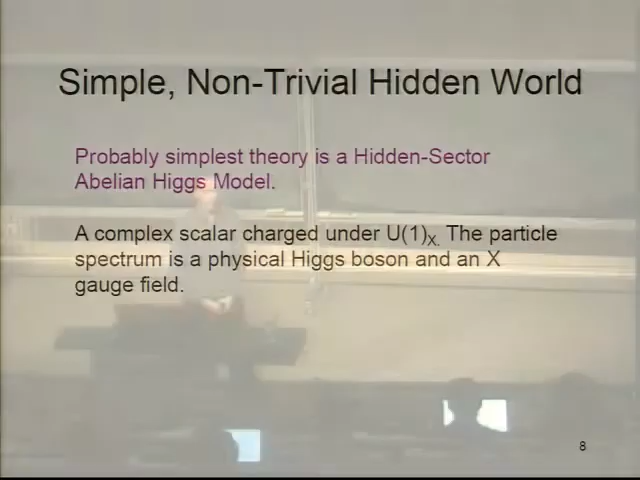 Simple, Non-Trivial Hidden World
Probably simplest theory is a Hidden-Sector
Abelian Higgs Model.
A complex scalar charged under U(1)X. The particle
spectrum is a physical Higgs boson and an X
gauge field.
8